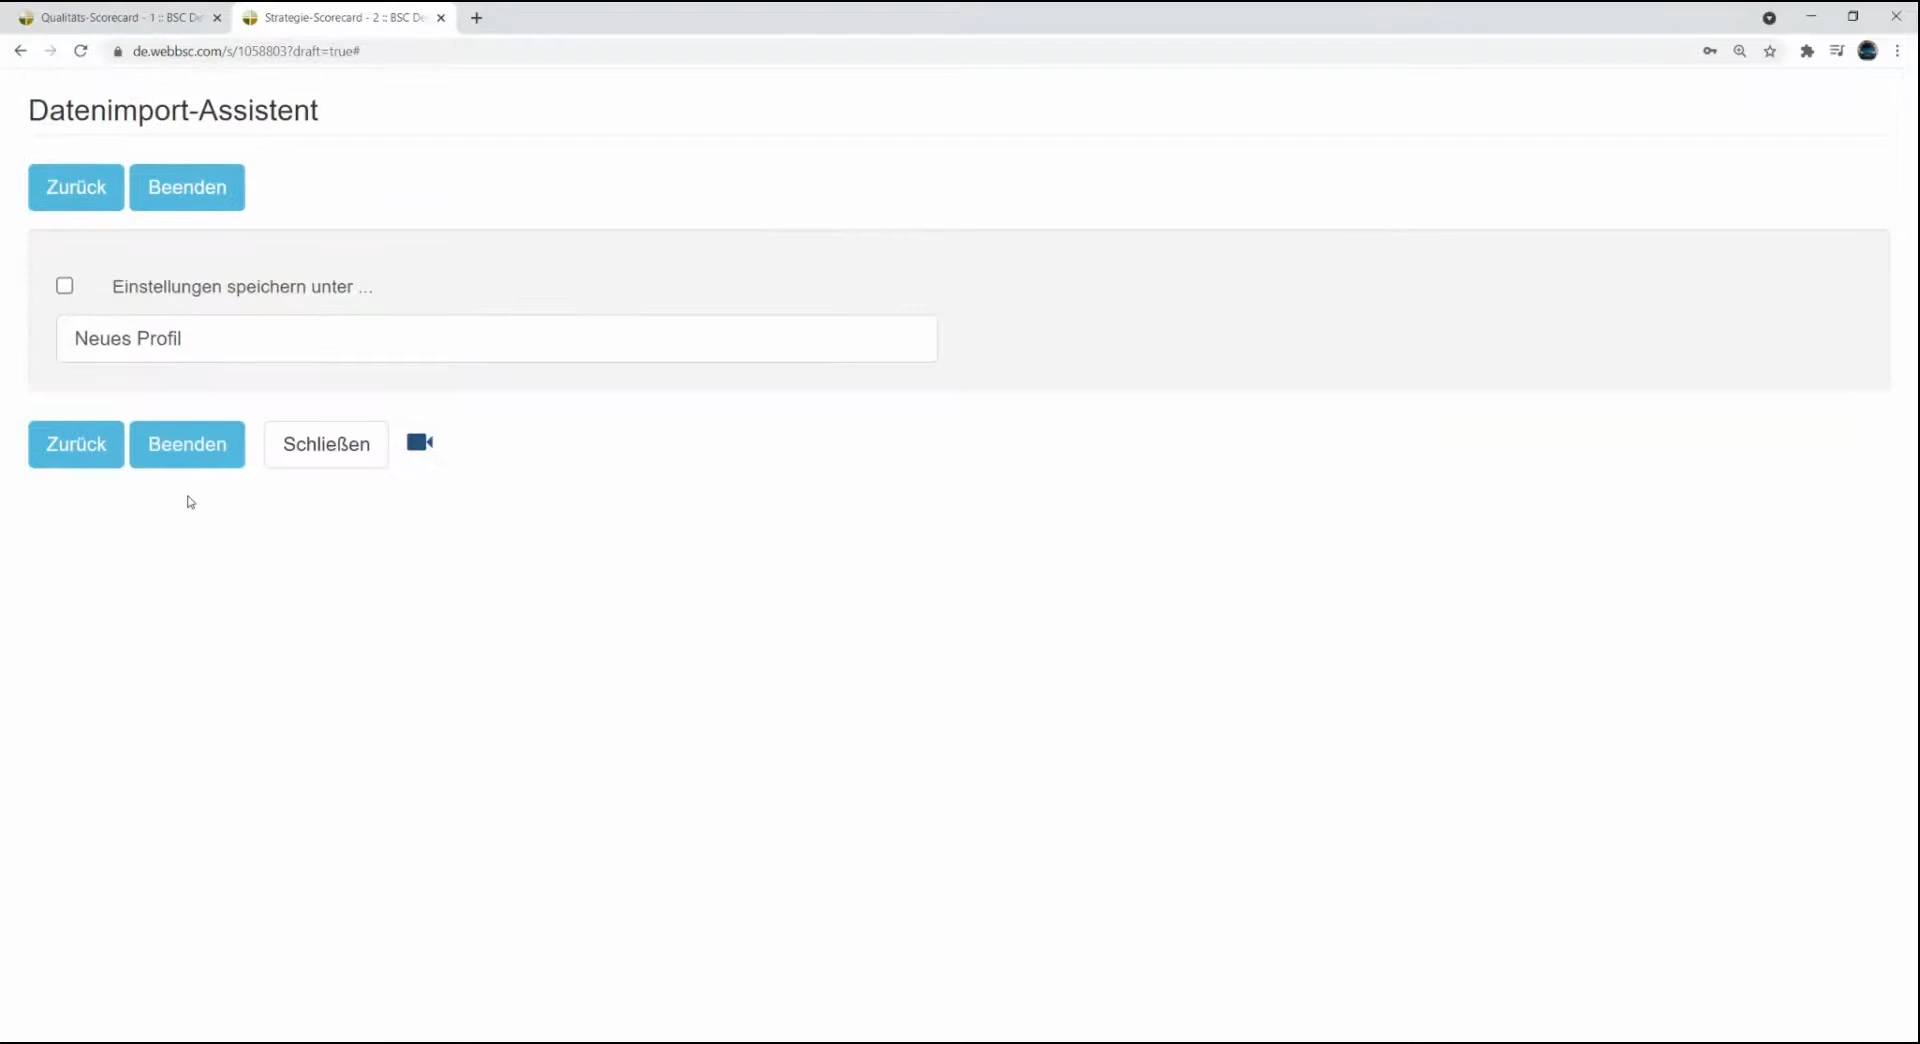 Qualitäts-Scorecard - 1 :: BSC De
Strategie-Scorecard - 2 :: BSC De
de.webbsc.com/s/1058803?draft=true#
Datenimport-Assistent
Zurück Beenden
Einstellungen speichern unter ...
Neues Profil
Zurück Beenden Schließen